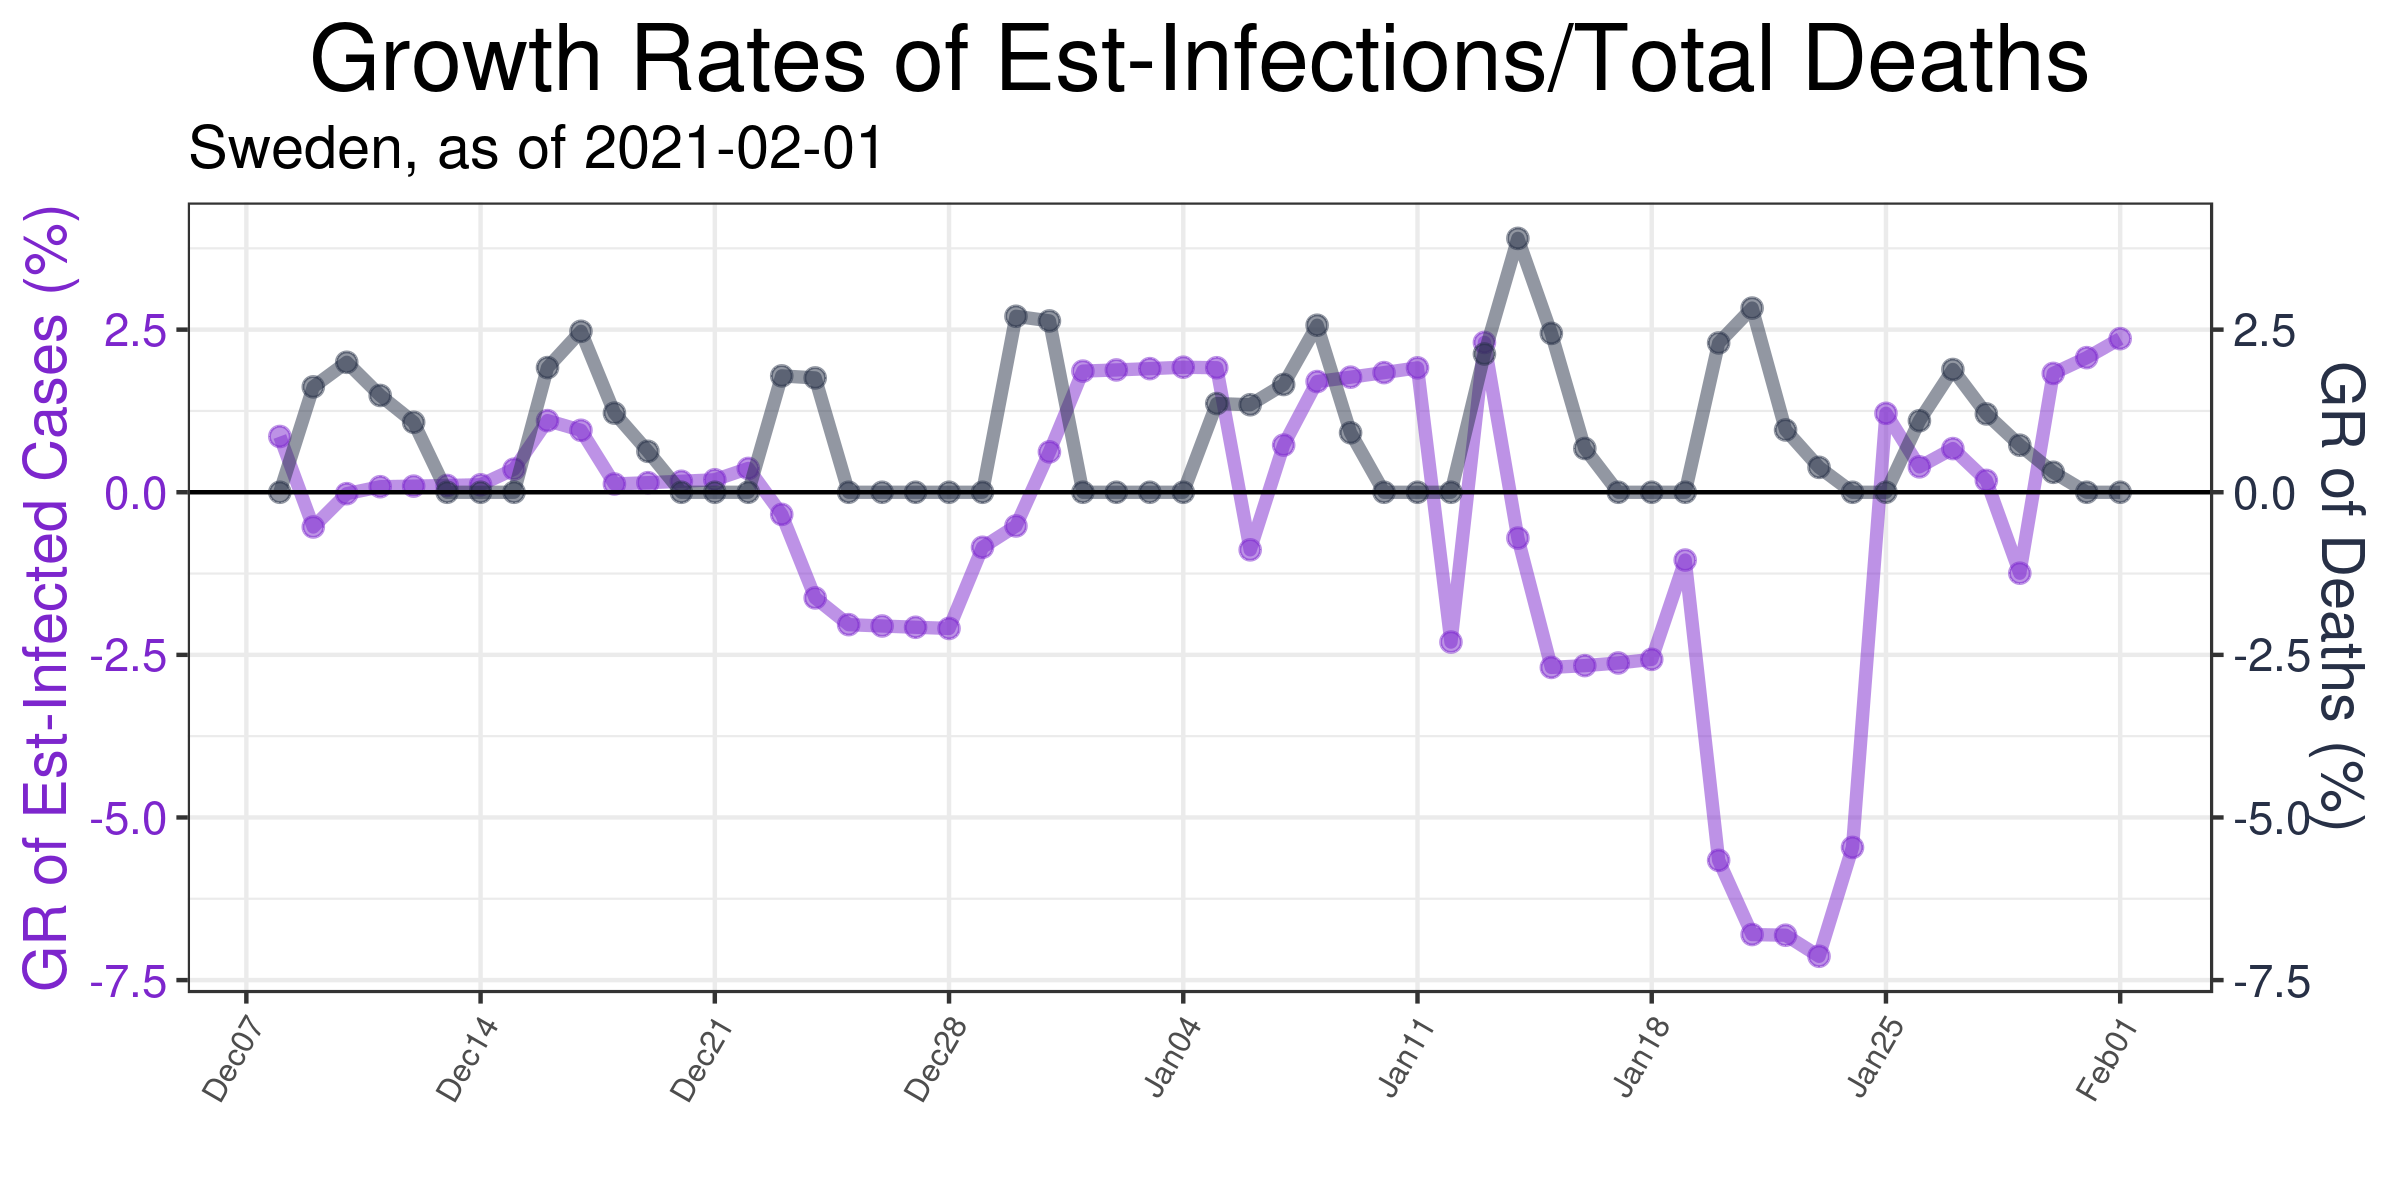 Growth Rates of Est-Infections/Total Deaths
Sweden, as of 2021-02-01
GR of Est-Infected Cases (%)
2.5
0.0
-2.5
-5.0
-7.5
2.5
0.0
-2.5
-5.0
-7.5
GR of Deaths (%)
Dec07
Dec14
Dec21
Dec28
Jan04
Jan11
Jan18
Jan25
Feb01